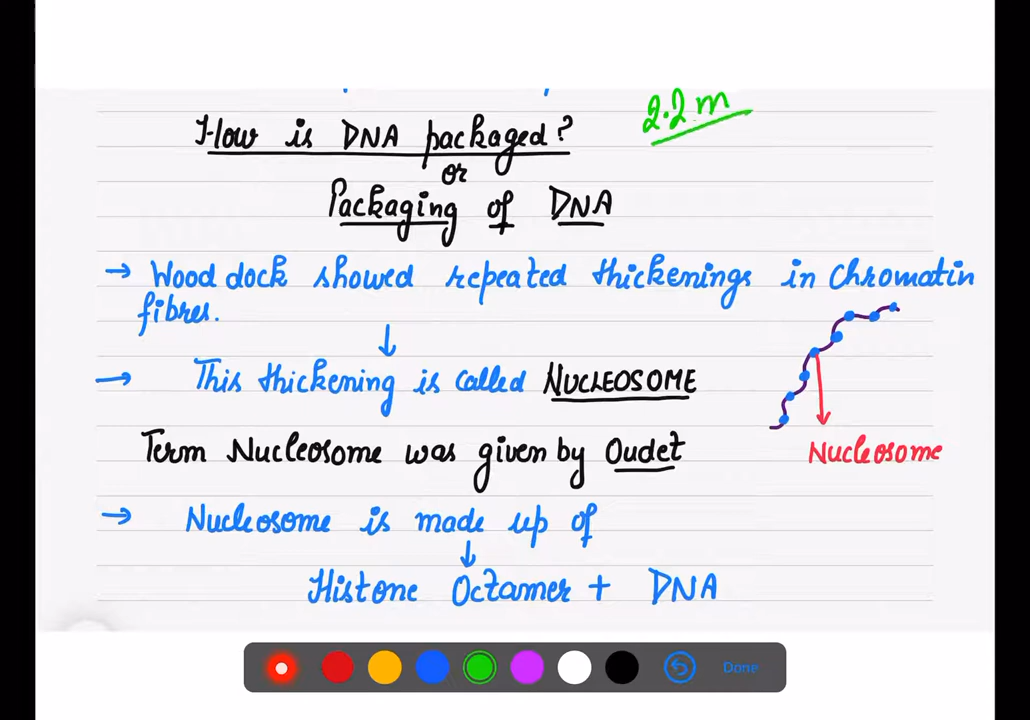 How is DNA packaged?
2.2 m
or
Packaging of DNA
→ Wood dock showed repeated thickenings in Chromatin
fibres.
↓
→ This thickening is called NUCLEOSOME
Term Nucleosome was given by Oudet
Nucleosome
→ Nucleosome is made up of
↓
Histone Octamer + DNA
Done